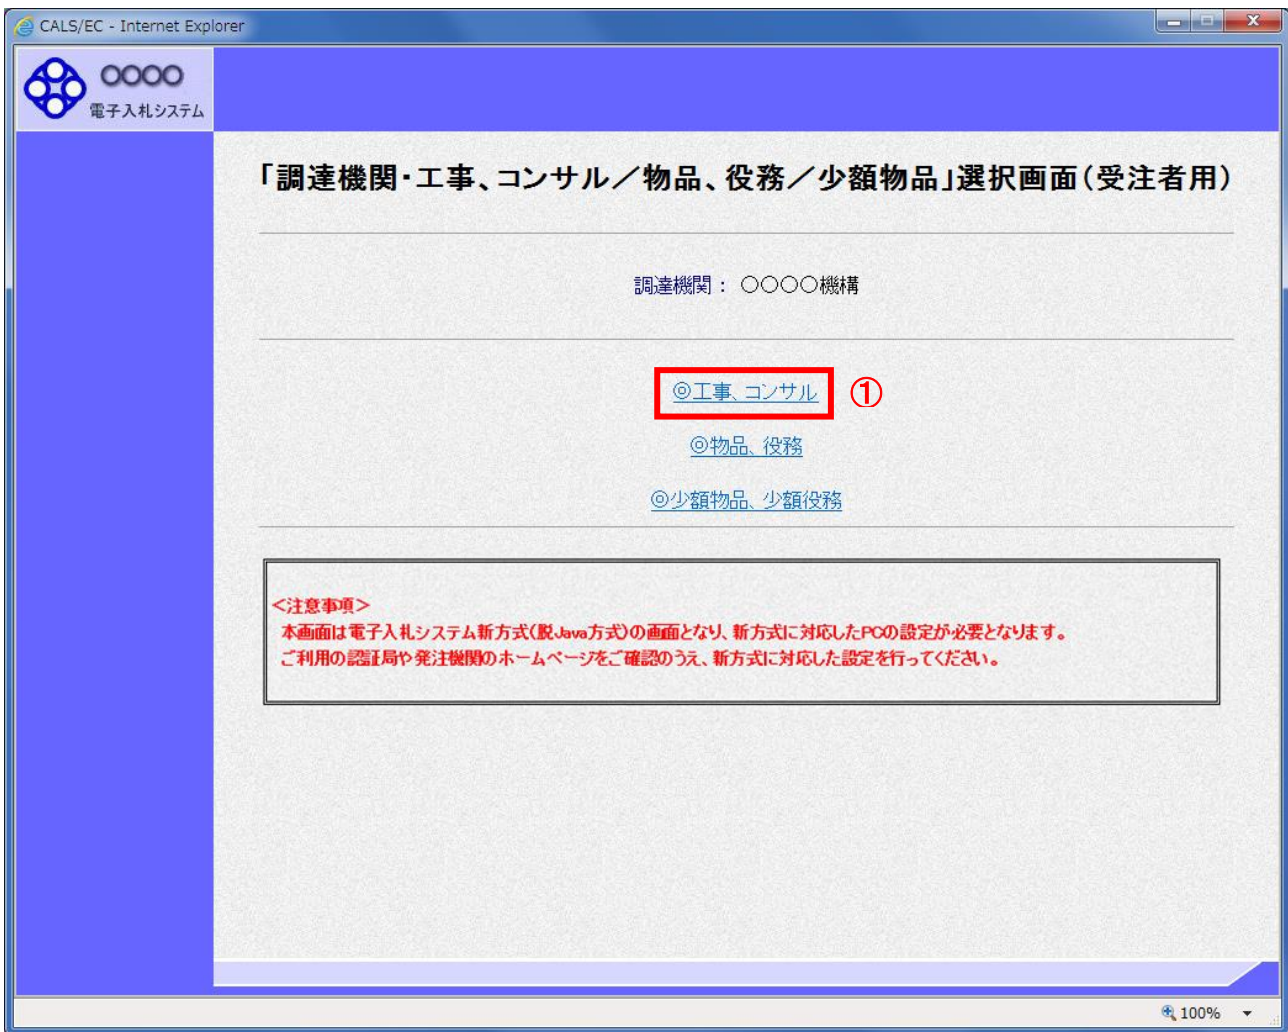 CALS/EC - Internet Explorer
○○○○
電子入札システム
「調達機関・工事、コンサル／物品、役務／少額物品」選択画面（受注者用）
調達機関： ○○○○機構
◎工事、コンサル ①
◎物品、役務
◎少額物品、少額役務
＜注意事項＞
本画面は電子入札システム新方式(脱Java方式)の画面となり、新方式に対応したPCの設定が必要となります。
ご利用の認証局や発注機関のホームページをご確認のうえ、新方式に対応した設定を行ってください。
100%